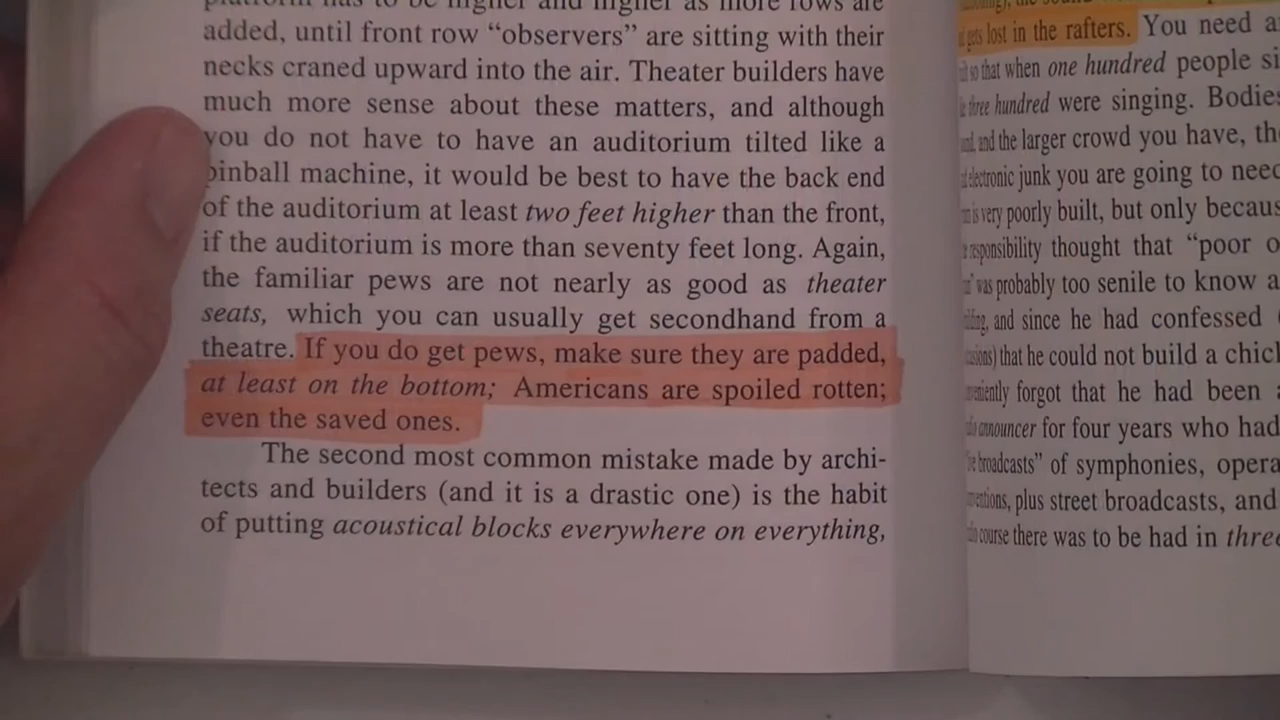 platform has to be higher and higher as more rows are
added, until front row “observers” are sitting with their
necks craned upward into the air. Theater builders have
much more sense about these matters, and although
you do not have to have an auditorium tilted like a
pinball machine, it would be best to have the back end
of the auditorium at least two feet higher than the front,
if the auditorium is more than seventy feet long. Again,
the familiar pews are not nearly as good as theater
seats, which you can usually get secondhand from a
theatre. If you do get pews, make sure they are padded,
at least on the bottom; Americans are spoiled rotten;
even the saved ones.
The second most common mistake made by archi-
tects and builders (and it is a drastic one) is the habit
of putting acoustical blocks everywhere on everything,
gets lost in the rafters. You need
so that when one hundred people
three hundred were singing.
and the larger crowd you have,
electronic junk you are going to
is very poorly built, but only
responsibility thought that “poor
was probably too senile to know
and since he had confessed
that he could not build a
forgot that he had been
announcer for four years who had
broadcasts” of symphonies,
plus street broadcasts, and
course there was to be had in